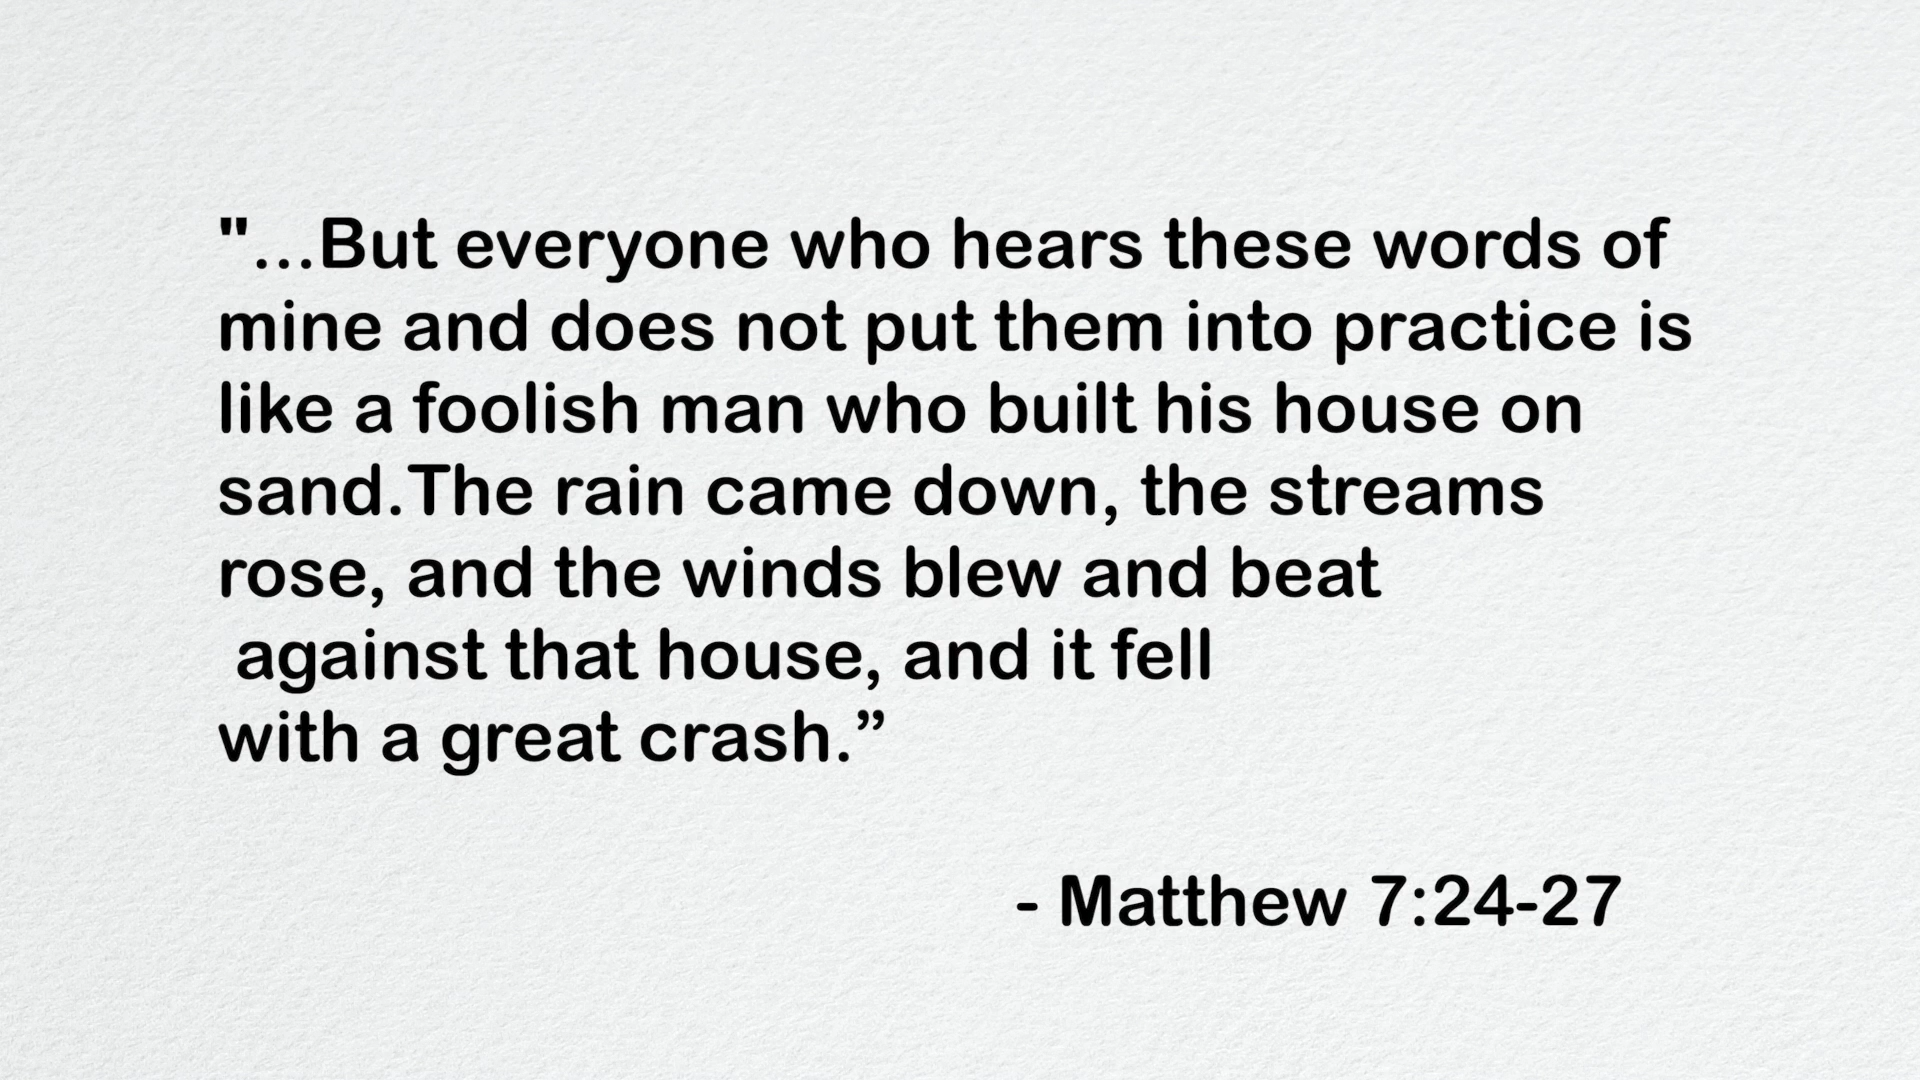 "...But everyone who hears these words of
mine and does not put them into practice is
like a foolish man who built his house on
sand.The rain came down, the streams
rose, and the winds blew and beat
against that house, and it fell
with a great crash.”
- Matthew 7:24-27